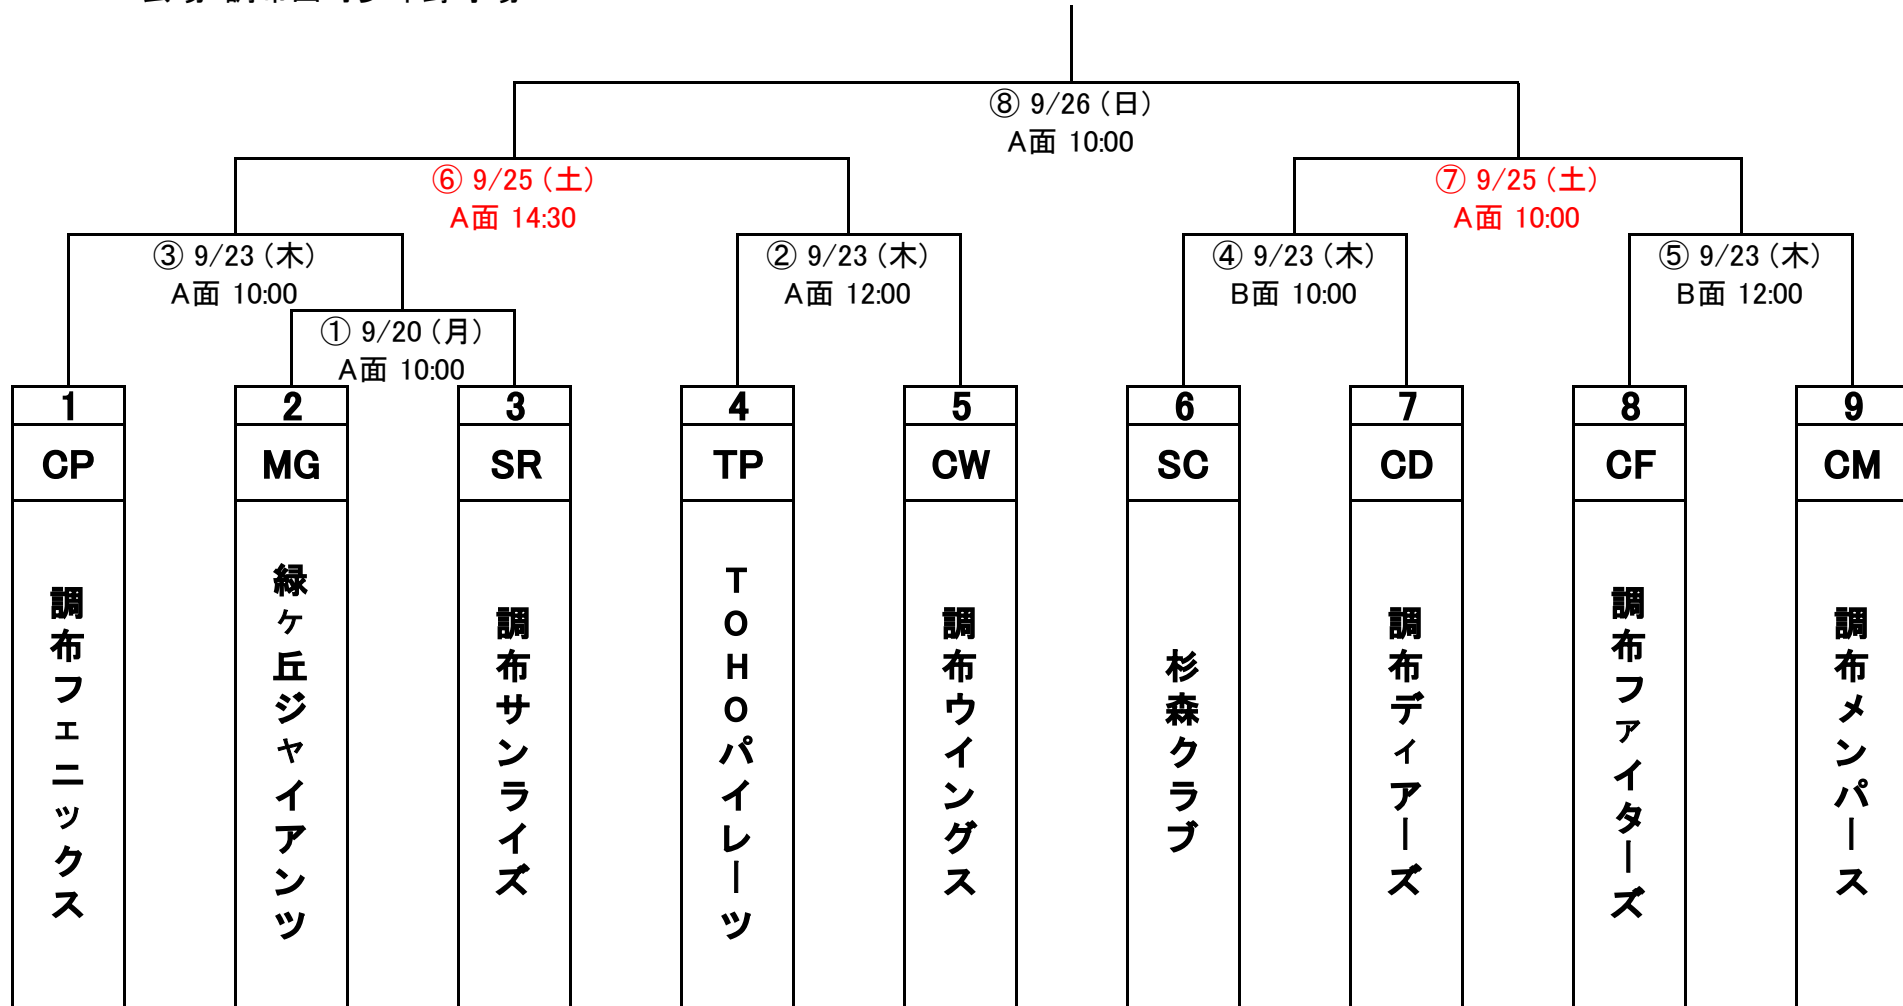 ⑧ 9/26（日）
A面 10:00
⑥ 9/25（土）
A面 14:30
⑦ 9/25（土）
A面 10:00
③ 9/23（木）
A面 10:00
② 9/23（木）
A面 12:00
④ 9/23（木）
B面 10:00
⑤ 9/23（木）
B面 12:00
① 9/20（月）
A面 10:00
1
2
3
4
5
6
7
8
9
CP
MG
SR
TP
CW
SC
CD
CF
CM
調布フェニックス
緑ヶ丘ジャイアンツ
調布サンライズ
TOHOパイレーツ
調布ウイングス
杉森クラブ
調布ディアーズ
調布ファイターズ
調布メンパース